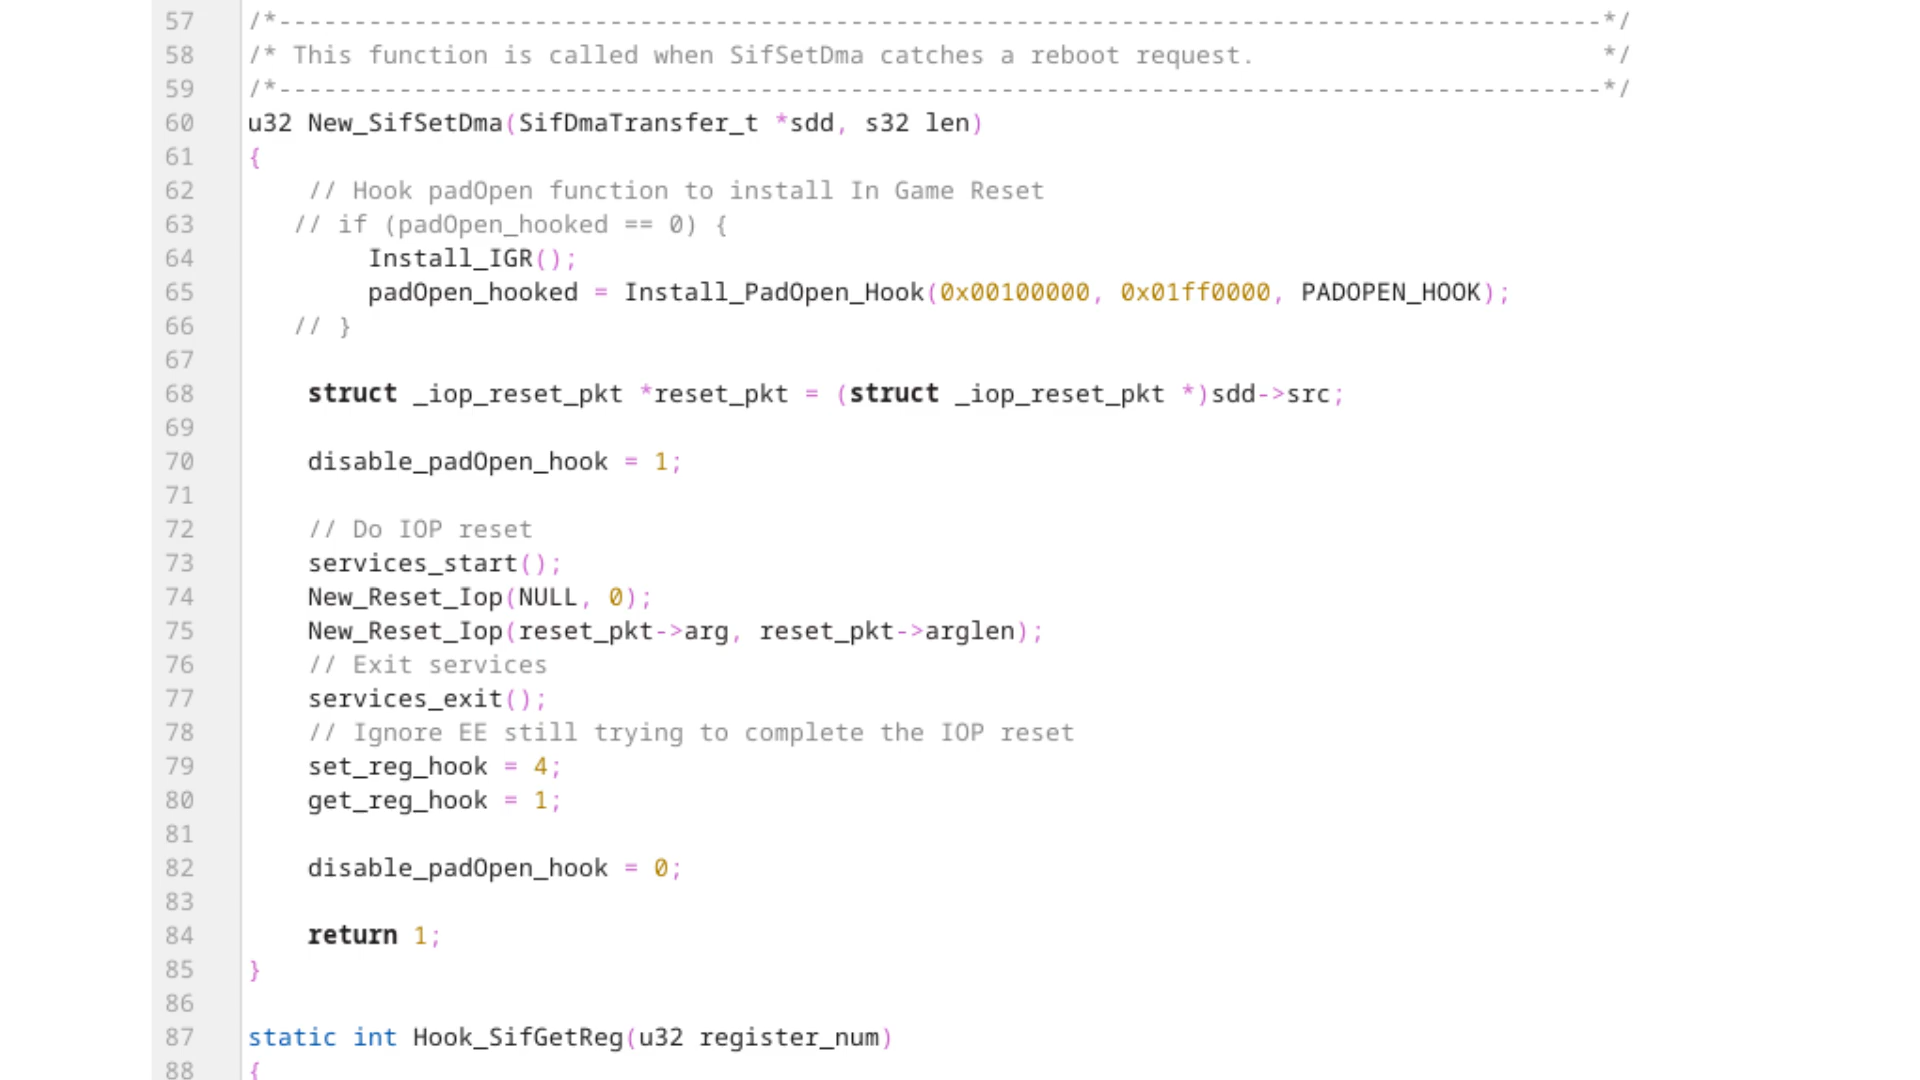 57 /*----------------------------------------------------------------------------------------*/
58 /* This function is called when SifSetDma catches a reboot request.                       */
59 /*----------------------------------------------------------------------------------------*/
60 u32 New_SifSetDma(SifDmaTransfer_t *sdd, s32 len)
61 {
62     // Hook padOpen function to install In Game Reset
63    // if (padOpen_hooked == 0) {
64         Install_IGR();
65         padOpen_hooked = Install_PadOpen_Hook(0x00100000, 0x01ff0000, PADOPEN_HOOK);
66    // }
67
68     struct _iop_reset_pkt *reset_pkt = (struct _iop_reset_pkt *)sdd->src;
69
70     disable_padOpen_hook = 1;
71
72     // Do IOP reset
73     services_start();
74     New_Reset_Iop(NULL, 0);
75     New_Reset_Iop(reset_pkt->arg, reset_pkt->arglen);
76     // Exit services
77     services_exit();
78     // Ignore EE still trying to complete the IOP reset
79     set_reg_hook = 4;
80     get_reg_hook = 1;
81
82     disable_padOpen_hook = 0;
83
84     return 1;
85 }
86
87 static int Hook_SifGetReg(u32 register_num)
88 {